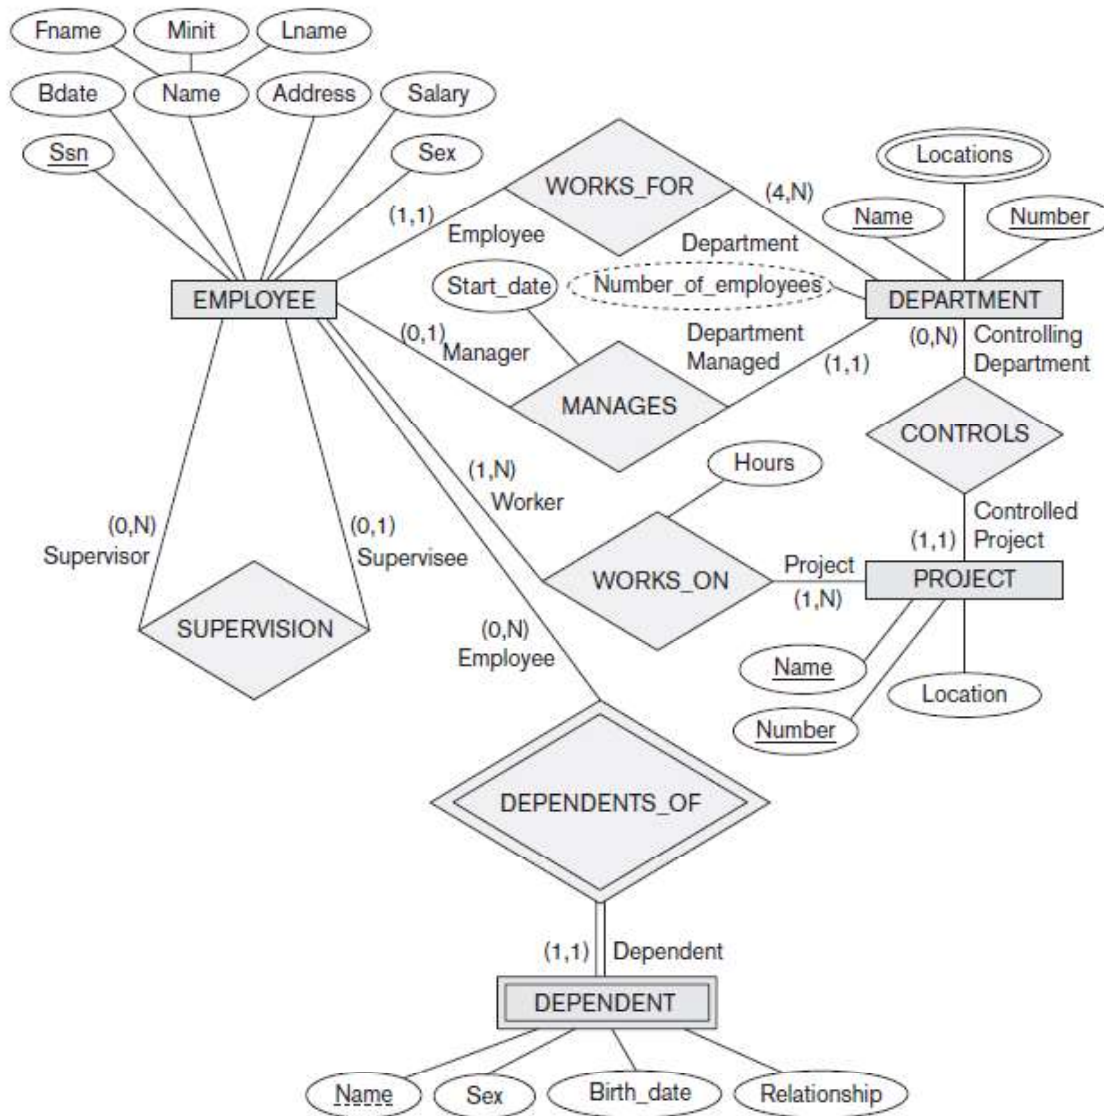 Fname
Minit
Lname
Bdate
Name
Address
Salary
Ssn
Sex
WORKS_FOR
Locations
(1,1)
Employee
(4,N)
Department
Name
Number
Start_date
Number_of_employees
EMPLOYEE
DEPARTMENT
(0,1)
Manager
Department
Managed
(1,1)
(0,N)
Controlling
Department
MANAGES
CONTROLS
Hours
(1,N)
Worker
(0,N)
Supervisor
(0,1)
Supervisee
Controlled
Project
(1,1)
WORKS_ON
Project
(1,N)
PROJECT
SUPERVISION
(0,N)
Employee
Name
Location
Number
DEPENDENTS_OF
(1,1)
Dependent
DEPENDENT
Name
Sex
Birth_date
Relationship